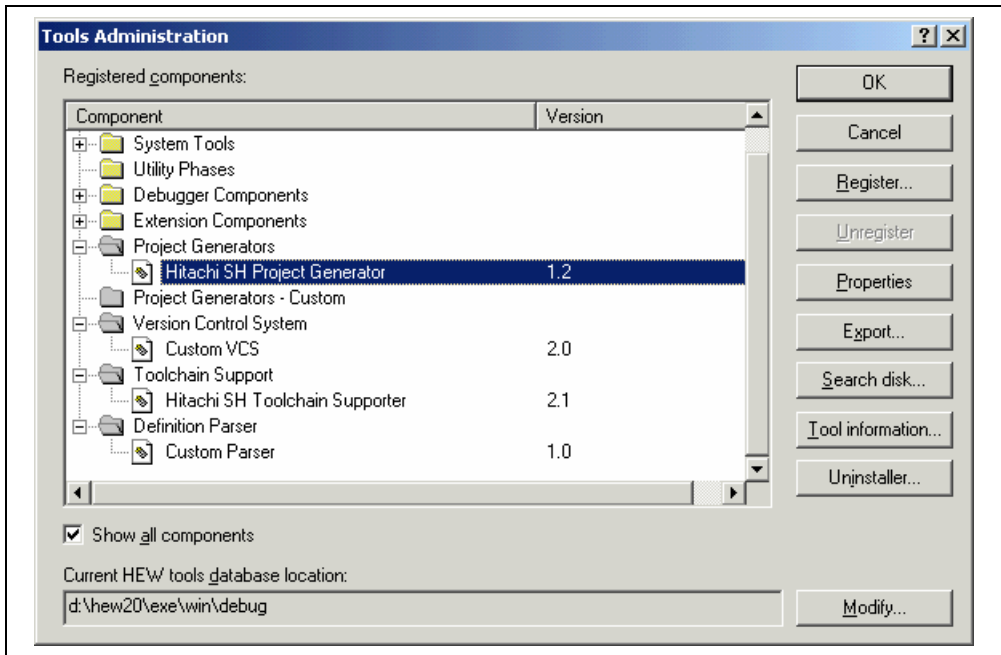 Tools Administration
Registered components:
Component Version
System Tools
Utility Phases
Debugger Components
Extension Components
Project Generators
Hitachi SH Project Generator 1.2
Project Generators - Custom
Version Control System
Custom VCS 2.0
Toolchain Support
Hitachi SH Toolchain Supporter 2.1
Definition Parser
Custom Parser 1.0
Show all components
Current HEW tools database location:
d:\hew20\exe\win\debug
OK
Cancel
Register...
Unregister
Properties
Export...
Search disk...
Tool information...
Uninstaller...
Modify...